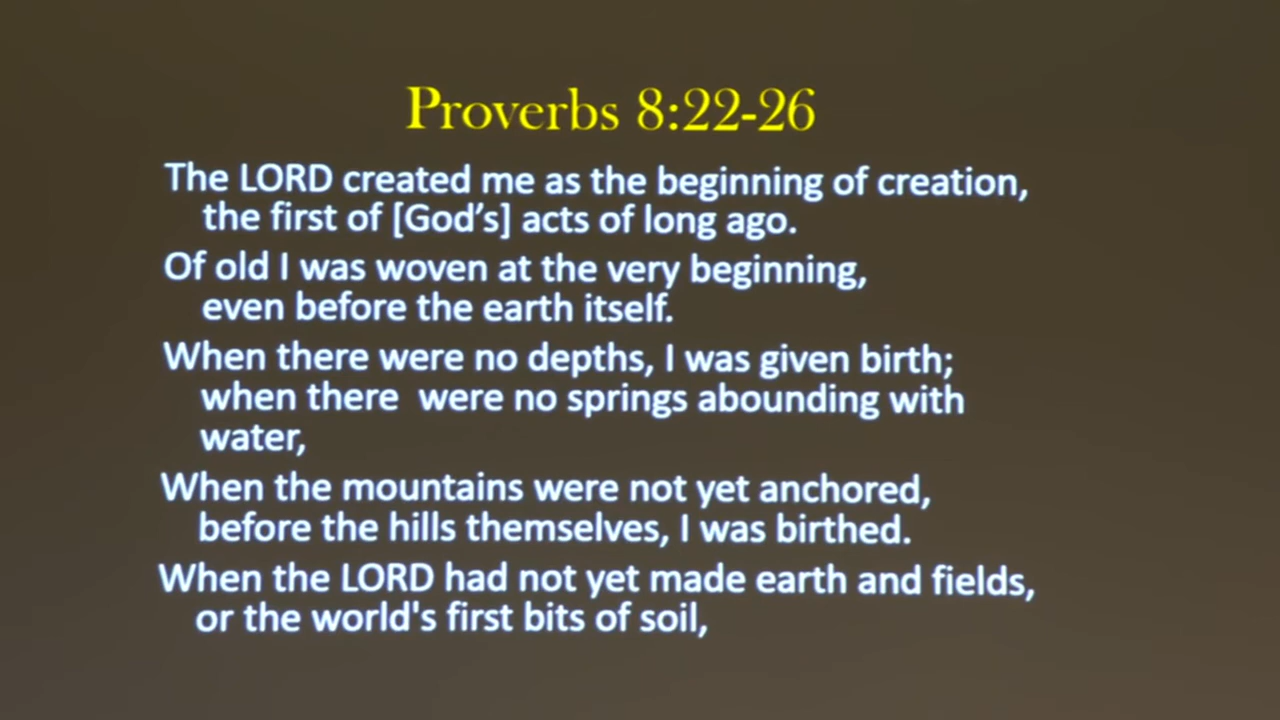 Proverbs 8:22-26
The LORD created me as the beginning of creation,
the first of [God’s] acts of long ago.
Of old I was woven at the very beginning,
even before the earth itself.
When there were no depths, I was given birth;
when there  were no springs abounding with
water,
When the mountains were not yet anchored,
before the hills themselves, I was birthed.
When the LORD had not yet made earth and fields,
or the world's first bits of soil,